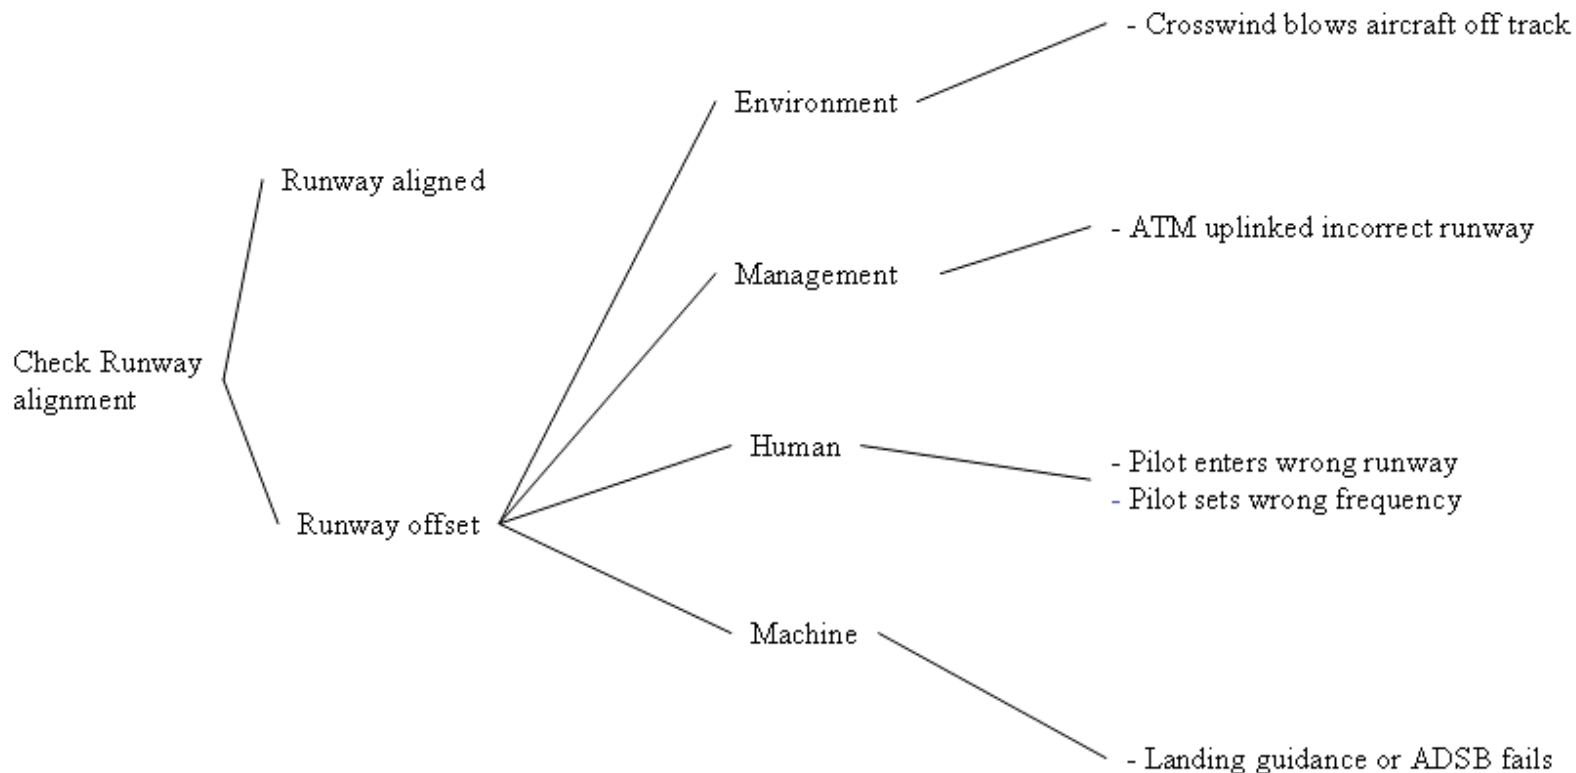 - Crosswind blows aircraft off track
Environment
Runway aligned
- ATM uplinked incorrect runway
Management
Check Runway
alignment
Human
- Pilot enters wrong runway
- Pilot sets wrong frequency
Runway offset
Machine
- Landing guidance or ADSB fails